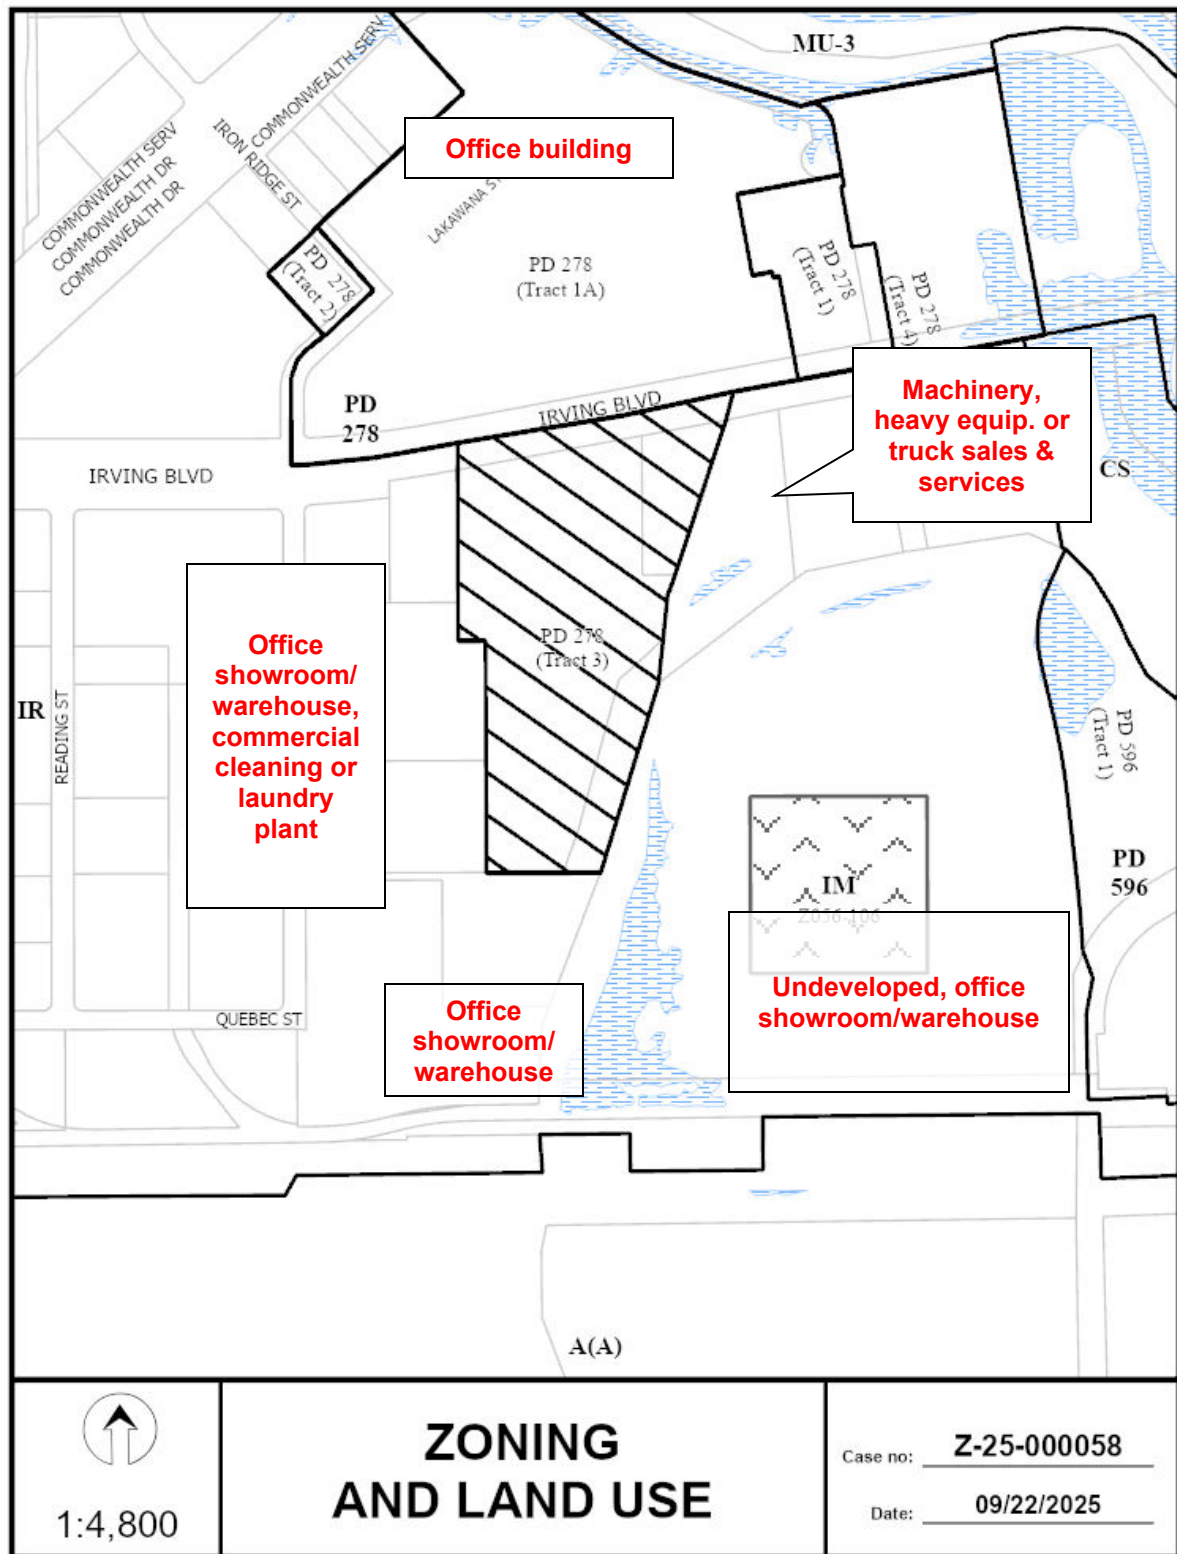 MU-3
COMMONWEALTH SERV
COMMONWEALTH SERV
COMMONWEALTH DR
COMMONWEALTH DR
IRON RIDGE ST
Office building
LAKAWANA ST
PD 278
(Tract 2)
PD 278
(Tract 1A)
PD 278
(Tract 1)
PD 278
(Tract 4)
PD
278
IRVING BLVD
Machinery,
heavy equip. or
truck sales &
services
CS
IRVING BLVD
Office
showroom/
warehouse,
commercial
cleaning or
laundry
plant
PD 278
(Tract 3)
IR
READING ST
PD 596
(Tract 1)
PD
596
IM
Z056-106
Undeveloped, office
showroom/warehouse
Office
showroom/
warehouse
QUEBEC ST
A(A)
1:4,800
ZONING
AND LAND USE
Case no: Z-25-000058
Date: 09/22/2025